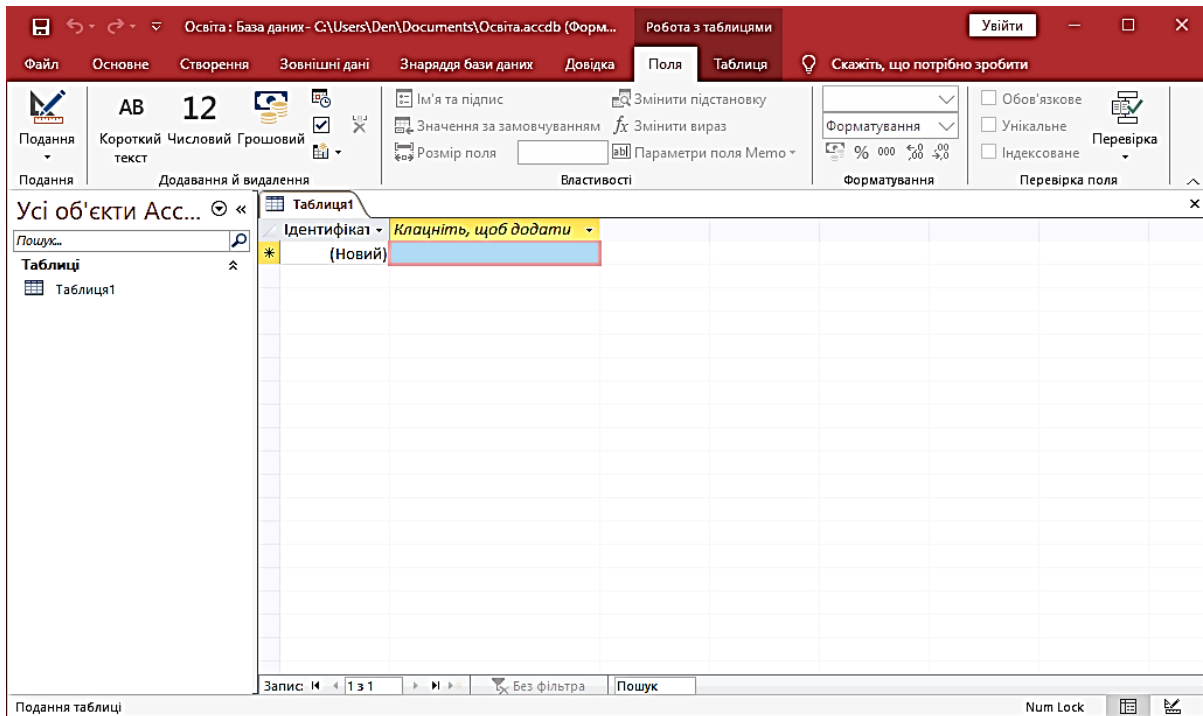 Освіта : База даних- C:\Users\Den\Documents\Освіта.accdb (Форм... Робота з таблицями Увійти
Файл Основне Створення Зовнішні дані Знаряддя бази даних Довідка Поля Таблиця Скажіть, що потрібно зробити
Подання
AB Короткий текст
12 Числовий
Грошовий
Ім'я та підпис
Значення за замовчуванням
Розмір поля
Змінити підстановку
fx Змінити вираз
ab Параметри поля Memo
Форматування
% 000
Обов'язкове
Унікальне
Індексоване
Перевірка
Подання Додавання й видалення Властивості Форматування Перевірка поля
Усі об'єкти Acc... «
Пошук...
Таблиці
Таблиця1
Таблиця1
Ідентифікат Клацніть, щоб додати
* (Новий)
Запис: 1 з 1 Без фільтра Пошук
Подання таблиці Num Lock